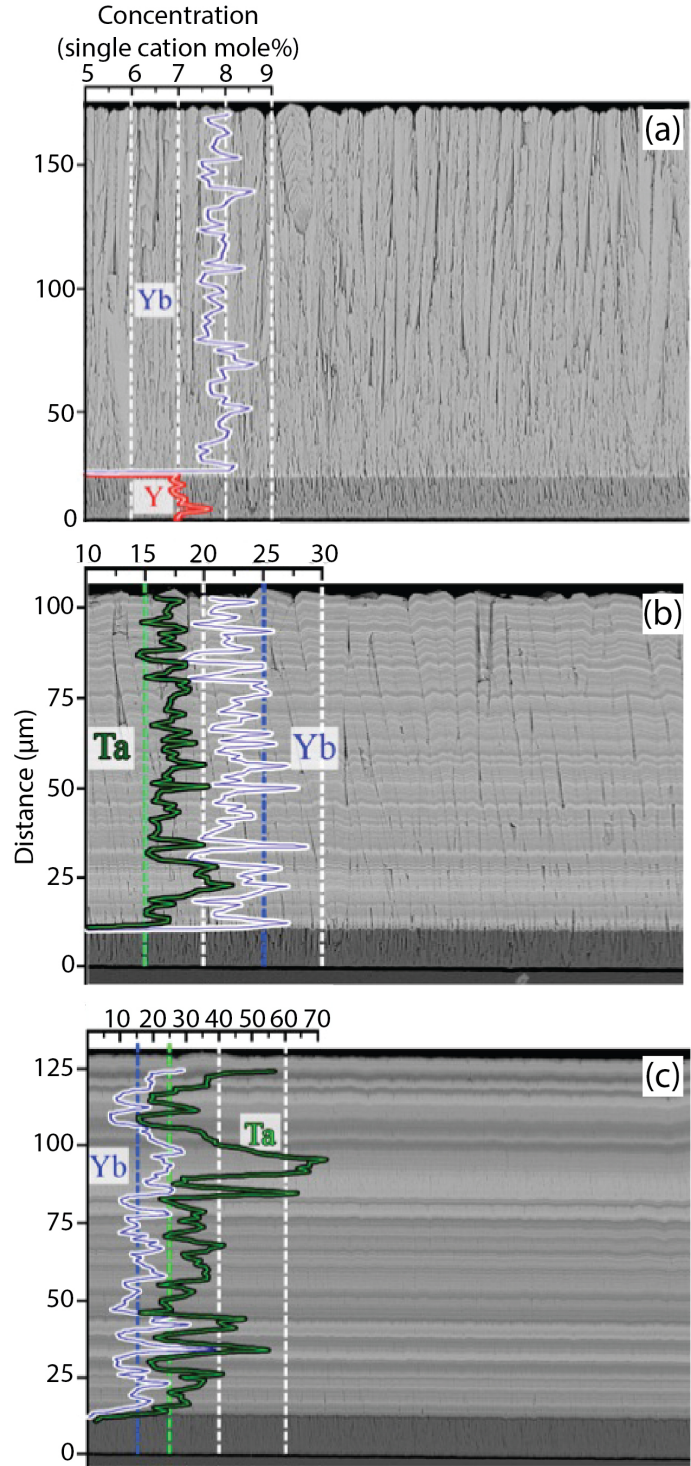 Concentration
(single cation mole%)
5 6 7 8 9
(a)
150
100
Yb
50
Y
0
10 15 20 25 30
(b)
100
75
Ta
Yb
50
25
0
Distance (μm)
10 20 30 40 50 60 70
(c)
125
Ta
100
Yb
75
50
25
0